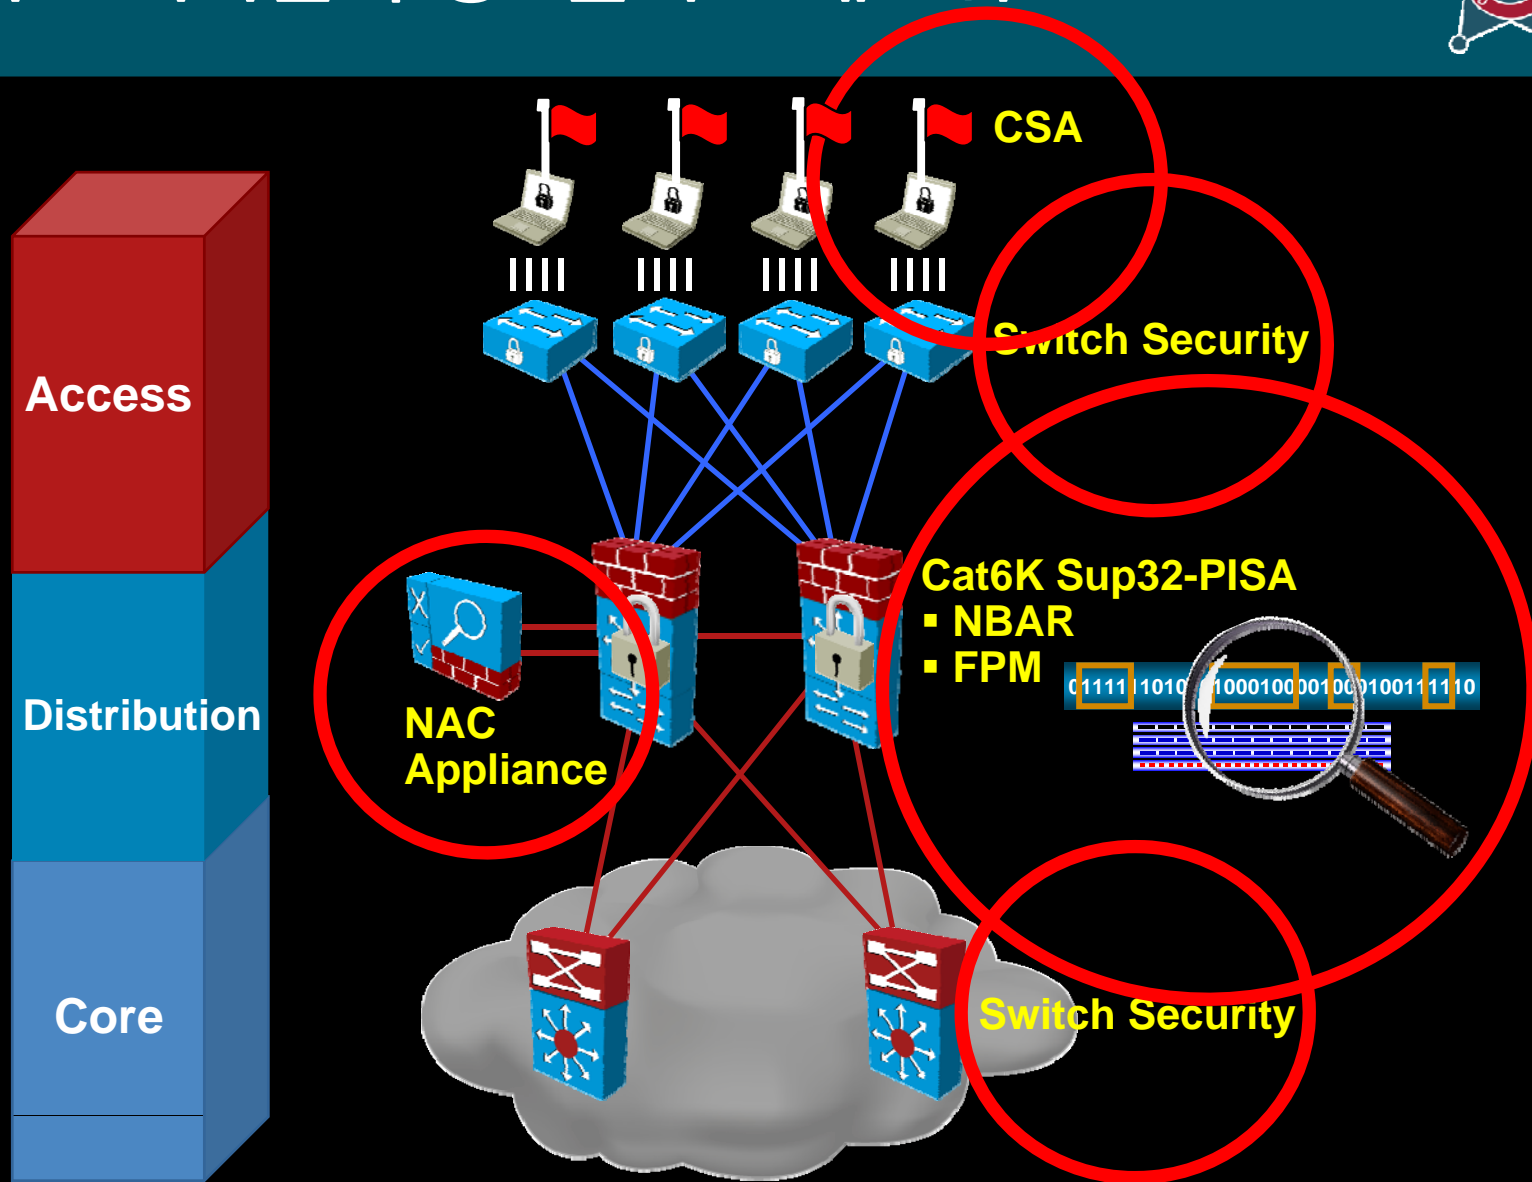 CSA
Switch Security
Access
Cat6K Sup32-PISA
▪ NBAR
▪ FPM
Distribution
NAC
Appliance
Core
Switch Security